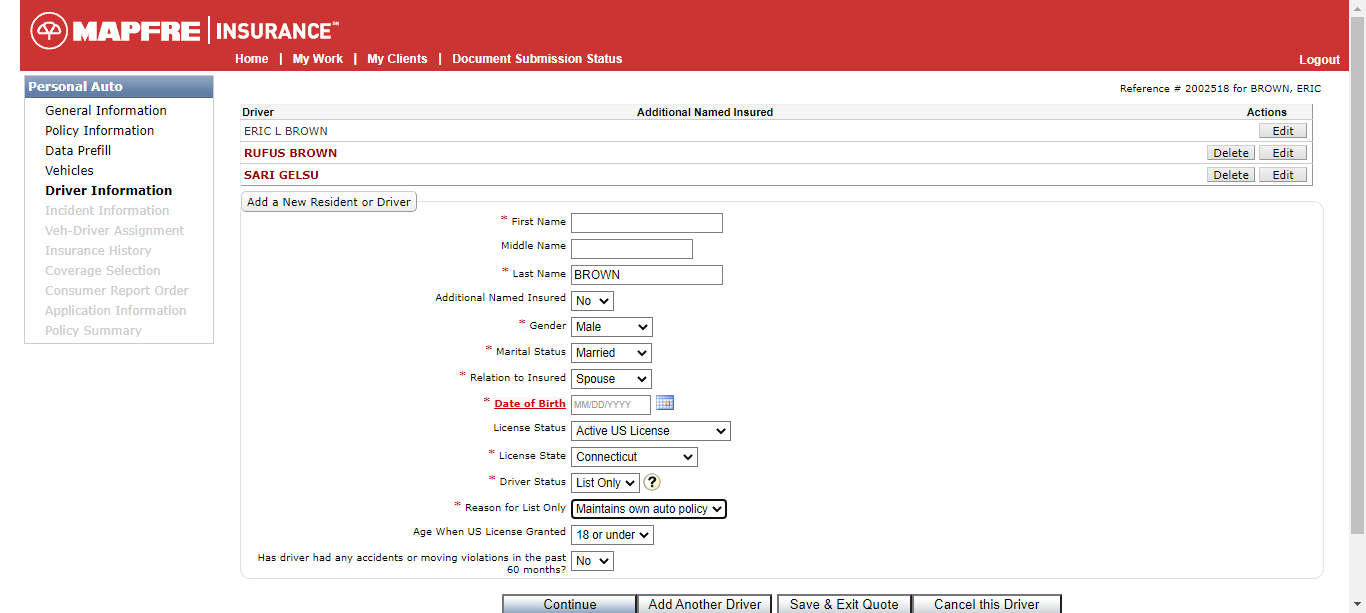 MAPFRE | INSURANCE℠
Home | My Work | My Clients | Document Submission Status
Logout
Personal Auto
General Information
Policy Information
Data Prefill
Vehicles
Driver Information
Incident Information
Veh-Driver Assignment
Insurance History
Coverage Selection
Consumer Report Order
Application Information
Policy Summary
Reference # 2002518 for BROWN, ERIC
Driver Additional Named Insured Actions
ERIC L BROWN Edit
RUFUS BROWN Delete Edit
SARI GELSU Delete Edit
Add a New Resident or Driver
* First Name
Middle Name
* Last Name BROWN
Additional Named Insured No
* Gender Male
* Marital Status Married
* Relation to Insured Spouse
* Date of Birth MM/DD/YYYY
License Status Active US License
* License State Connecticut
* Driver Status List Only ?
* Reason for List Only Maintains own auto policy
Age When US License Granted 18 or under
Has driver had any accidents or moving violations in the past
60 months? No
Continue Add Another Driver Save & Exit Quote Cancel this Driver